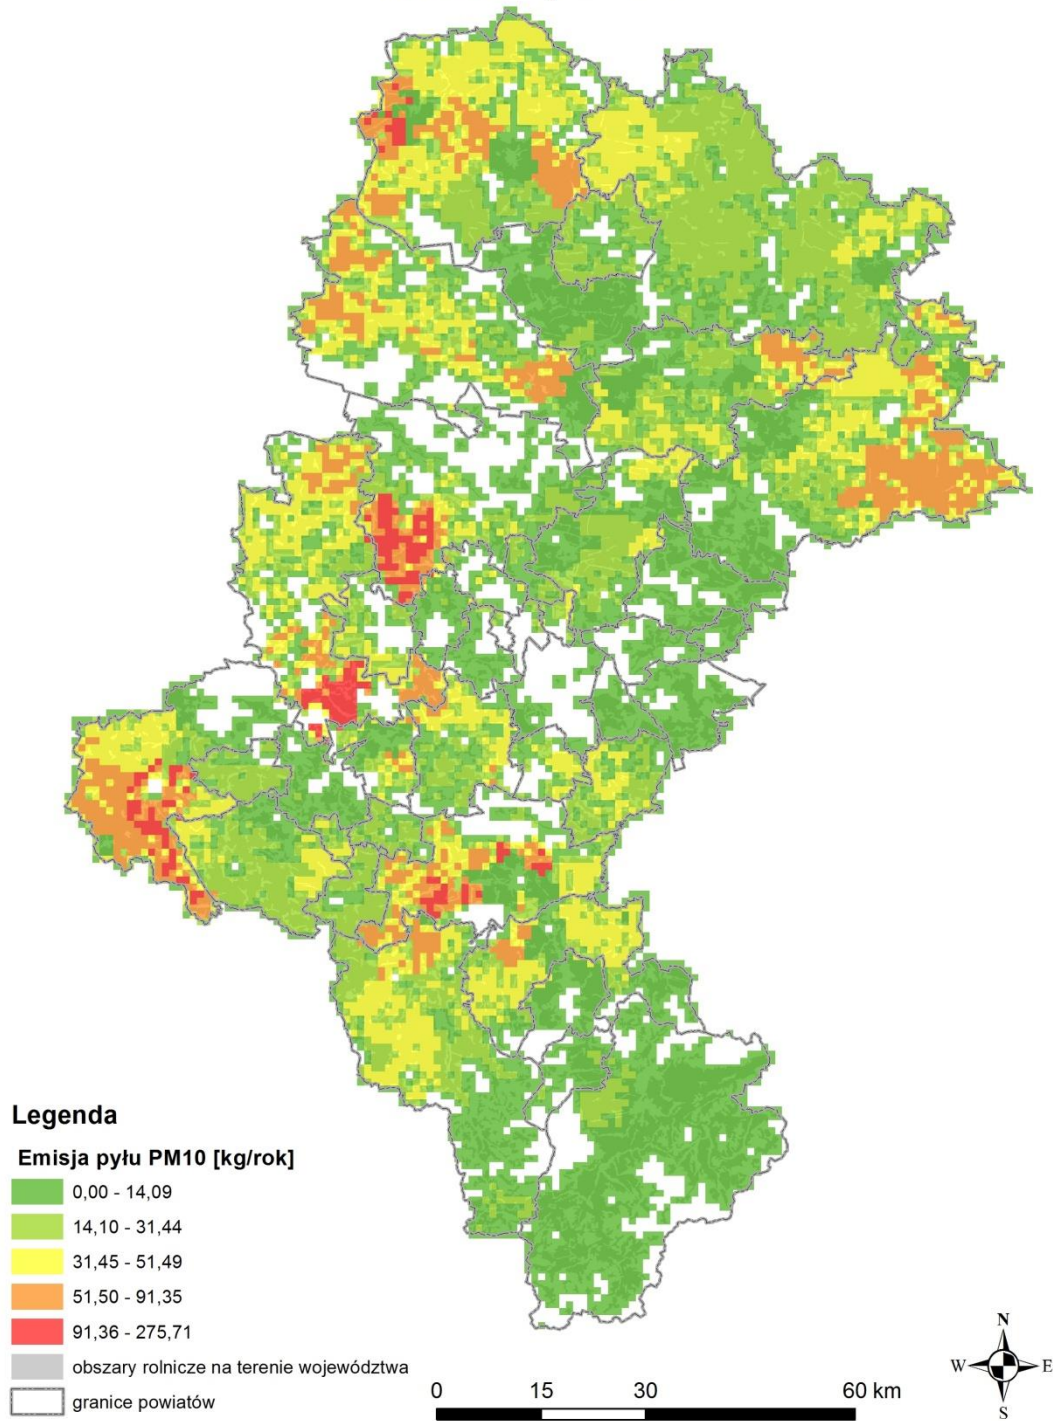 Legenda
Emisja pyłu PM10 [kg/rok]
0,00 - 14,09
14,10 - 31,44
31,45 - 51,49
51,50 - 91,35
91,36 - 275,71
obszary rolnicze na terenie województwa
granice powiatów
0 15 30 60 km
N
W E
S